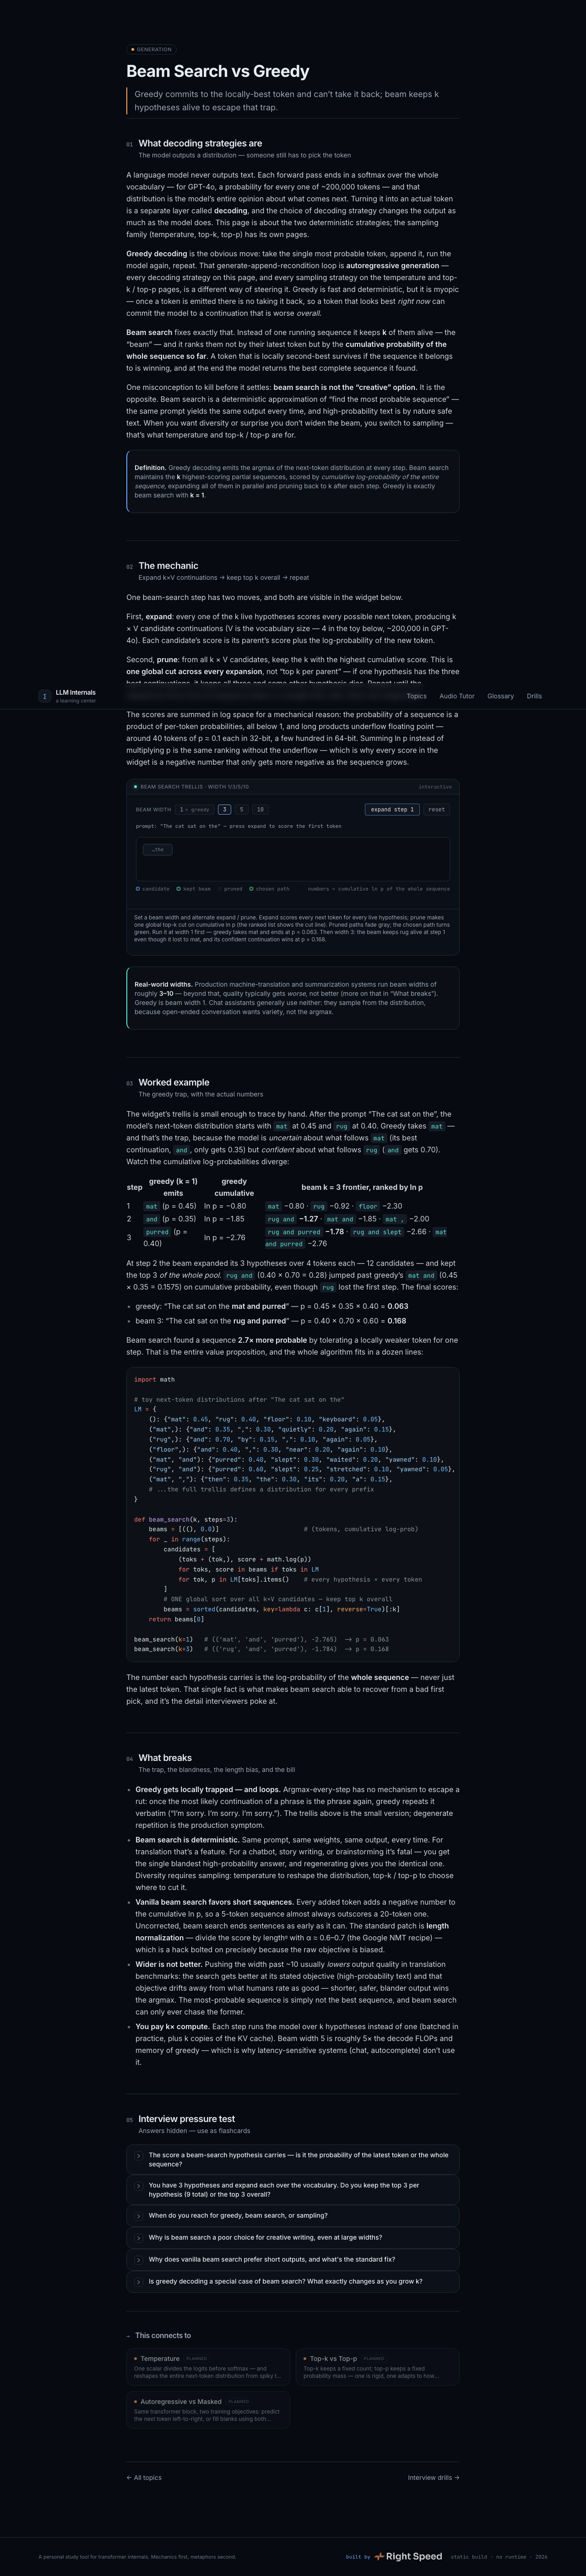 GENERATION
Beam Search vs Greedy
Greedy commits to the locally-best token and can't take it back; beam keeps k
hypotheses alive to escape that trap.
01 What decoding strategies are
The model outputs a distribution — someone still has to pick the token
A language model never outputs text. Each forward pass ends in a softmax over the whole
vocabulary — for GPT-4o, a probability for every one of ~200,000 tokens — and that
distribution is the model's entire opinion about what comes next. Turning it into an actual token
is a separate layer called decoding, and the choice of decoding strategy changes the output as
much as the model does. This page is about the two deterministic strategies; the sampling
family (temperature, top-k, top-p) has its own pages.
Greedy decoding is the obvious move: take the single most probable token, append it, run the
model again, repeat. That generate-append-recondition loop is autoregressive generation —
every decoding strategy on this page, and every sampling strategy on the temperature and top-
k / top-p pages, is a different way of steering it. Greedy is fast and deterministic, but it is myopic
— once a token is emitted there is no taking it back, so a token that looks best right now can
commit the model to a continuation that is worse overall.
Beam search fixes exactly that. Instead of one running sequence it keeps k of them alive — the
"beam" — and it ranks them not by their latest token but by the cumulative probability of the
whole sequence so far. A token that is locally second-best survives if the sequence it belongs
to is winning, and at the end the model returns the best complete sequence it found.
One misconception to kill before it settles: beam search is not the "creative" option. It is the
opposite. Beam search is a deterministic approximation of "find the most probable sequence" —
the same prompt yields the same output every time, and high-probability text is by nature safe
text. When you want diversity or surprise you don't widen the beam, you switch to sampling —
that's what temperature and top-k / top-p are for.
Definition. Greedy decoding emits the argmax of the next-token distribution at every step. Beam search
maintains the k highest-scoring partial sequences, scored by cumulative log-probability of the entire
sequence, expanding all of them in parallel and pruning back to k after each step. Greedy is exactly
beam search with k = 1.
02 The mechanic
Expand k×V continuations → keep top k overall → repeat
One beam-search step has two moves, and both are visible in the widget below.
First, expand: every one of the k live hypotheses scores every possible next token, producing k
× V candidate continuations (V is the vocabulary size — 4 in the toy below, ~200,000 in GPT-
4o). Each candidate's score is its parent's score plus the log-probability of the new token.
Second, prune: from all k × V candidates, keep the k with the highest cumulative score. This is
one global cut across every expansion, not "top k per parent" — if one hypothesis has the three
LLM Internals
a learning center
Topics Audio Tutor Glossary Drills
The scores are summed in log space for a mechanical reason: the probability of a sequence is a
product of per-token probabilities, all below 1, and long products underflow floating point —
around 40 tokens of p ≈ 0.1 each in 32-bit, a few hundred in 64-bit. Summing ln p instead of
multiplying p is the same ranking without the underflow — which is why every score in the
widget is a negative number that only gets more negative as the sequence grows.
BEAM SEARCH TRELLIS · WIDTH 1/3/5/10 interactive
BEAM WIDTH 1 = greedy 3 5 10 expand step 1 reset
prompt: "The cat sat on the" — press expand to score the first token
…the
candidate kept beam pruned chosen path numbers = cumulative ln p of the whole sequence
Set a beam width and alternate expand / prune. Expand scores every next token for every live hypothesis; prune makes
one global top-k cut on cumulative ln p (the ranked list shows the cut line). Pruned paths fade gray; the chosen path turns
green. Run it at width 1 first — greedy takes mat and ends at p = 0.063. Then width 3: the beam keeps rug alive at step 1
even though it lost to mat, and its confident continuation wins at p = 0.168.
Real-world widths. Production machine-translation and summarization systems run beam widths of
roughly 3–10 — beyond that, quality typically gets worse, not better (more on that in "What breaks").
Greedy is beam width 1. Chat assistants generally use neither: they sample from the distribution,
because open-ended conversation wants variety, not the argmax.
03 Worked example
The greedy trap, with the actual numbers
The widget's trellis is small enough to trace by hand. After the prompt "The cat sat on the", the
model's next-token distribution starts with mat at 0.45 and rug at 0.40. Greedy takes mat —
and that's the trap, because the model is uncertain about what follows mat (its best
continuation, and, only gets 0.35) but confident about what follows rug (and gets 0.70).
Watch the cumulative log-probabilities diverge:
step greedy (k = 1) emits greedy cumulative beam k = 3 frontier, ranked by ln p
1 mat (p = 0.45) ln p = −0.80 mat −0.80 · rug −0.92 · floor −2.30
2 and (p = 0.35) ln p = −1.85 rug and −1.27 · mat and −1.85 · mat , −2.00
3 purred (p = 0.40) ln p = −2.76 rug and purred −1.78 · rug and slept −2.66 · mat and purred −2.76
At step 2 the beam expanded its 3 hypotheses over 4 tokens each — 12 candidates — and kept
the top 3 of the whole pool. rug and (0.40 × 0.70 = 0.28) jumped past greedy's mat and (0.45
× 0.35 = 0.1575) on cumulative probability, even though rug lost the first step. The final scores:
• greedy: "The cat sat on the mat and purred" — p = 0.45 × 0.35 × 0.40 = 0.063
• beam 3: "The cat sat on the rug and purred" — p = 0.40 × 0.70 × 0.60 = 0.168
Beam search found a sequence 2.7× more probable by tolerating a locally weaker token for one
step. That is the entire value proposition, and the whole algorithm fits in a dozen lines:
import math
# toy next-token distributions after "The cat sat on the"
LM = {
(): {"mat": 0.45, "rug": 0.40, "floor": 0.10, "keyboard": 0.05},
("mat",): {"and": 0.35, ",": 0.30, "quietly": 0.20, "again": 0.15},
("rug",): {"and": 0.70, "by": 0.15, ",": 0.10, "again": 0.05},
("floor",): {"and": 0.40, ",": 0.30, "near": 0.20, "again": 0.10},
("mat", "and"): {"purred": 0.40, "slept": 0.30, "waited": 0.20, "yawned": 0.10},
("rug", "and"): {"purred": 0.60, "slept": 0.25, "stretched": 0.10, "yawned": 0.05},
("mat", ","): {"then": 0.35, "the": 0.30, "its": 0.20, "a": 0.15},
# ...the full trellis defines a distribution for every prefix
}
def beam_search(k, steps=3):
beams = [((), 0.0)] # (tokens, cumulative log-prob)
for _ in range(steps):
candidates = [
(toks + (tok,), score + math.log(p))
for toks, score in beams if toks in LM
for tok, p in LM[toks].items() # every hypothesis × every token
]
# ONE global sort over all k×V candidates — keep top k overall
beams = sorted(candidates, key=lambda c: c[1], reverse=True)[:k]
return beams[0]
beam_search(k=1) # (('mat', 'and', 'purred'), -2.765) → p = 0.063
beam_search(k=3) # (('rug', 'and', 'purred'), -1.784) → p = 0.168
The number each hypothesis carries is the log-probability of the whole sequence — never just
the latest token. That single fact is what makes beam search able to recover from a bad first
pick, and it's the detail interviewers poke at.
04 What breaks
The trap, the blandness, the length bias, and the bill
• Greedy gets locally trapped — and loops. Argmax-every-step has no mechanism to escape a
rut: once the most likely continuation of a phrase is the phrase again, greedy repeats it
verbatim ("I'm sorry. I'm sorry. I'm sorry."). The trellis above is the small version; degenerate
repetition is the production symptom.
• Beam search is deterministic. Same prompt, same weights, same output, every time. For
translation that's a feature. For a chatbot, story writing, or brainstorming it's fatal — you get
the single blandest high-probability answer, and regenerating gives you the identical one.
Diversity requires sampling: temperature to reshape the distribution, top-k / top-p to choose
where to cut it.
• Vanilla beam search favors short sequences. Every added token adds a negative number to
the cumulative ln p, so a 5-token sequence almost always outscores a 20-token one.
Uncorrected, beam search ends sentences as early as it can. The standard patch is length
normalization — divide the score by lengthᵅ with α ≈ 0.6–0.7 (the Google NMT recipe) —
which is a hack bolted on precisely because the raw objective is biased.
• Wider is not better. Pushing the width past ~10 usually lowers output quality in translation
benchmarks: the search gets better at its stated objective (high-probability text) and that
objective drifts away from what humans rate as good — shorter, safer, blander output wins
the argmax. The most-probable sequence is simply not the best sequence, and beam search
can only ever chase the former.
• You pay k× compute. Each step runs the model over k hypotheses instead of one (batched in
practice, plus k copies of the KV cache). Beam width 5 is roughly 5× the decode FLOPs and
memory of greedy — which is why latency-sensitive systems (chat, autocomplete) don't use
it.
05 Interview pressure test
Answers hidden — use as flashcards
The score a beam-search hypothesis carries — is it the probability of the latest token or the whole
sequence?
You have 3 hypotheses and expand each over the vocabulary. Do you keep the top 3 per
hypothesis (9 total) or the top 3 overall?
When do you reach for greedy, beam search, or sampling?
Why is beam search a poor choice for creative writing, even at large widths?
Why does vanilla beam search prefer short outputs, and what's the standard fix?
Is greedy decoding a special case of beam search? What exactly changes as you grow k?
→ This connects to
Temperature PLANNED
One scalar divides the logits before softmax — and
reshapes the entire next-token distribution from spiky t…
Top-k vs Top-p PLANNED
Top-k keeps a fixed count; top-p keeps a fixed
probability mass — one is rigid, one adapts to how…
Autoregressive vs Masked PLANNED
Same transformer block, two training objectives: predict
the next token left-to-right, or fill blanks using both…
← All topics
Interview drills →
A personal study tool for transformer internals. Mechanics first, metaphors second.
built by Right Speed static build · no runtime · 2026